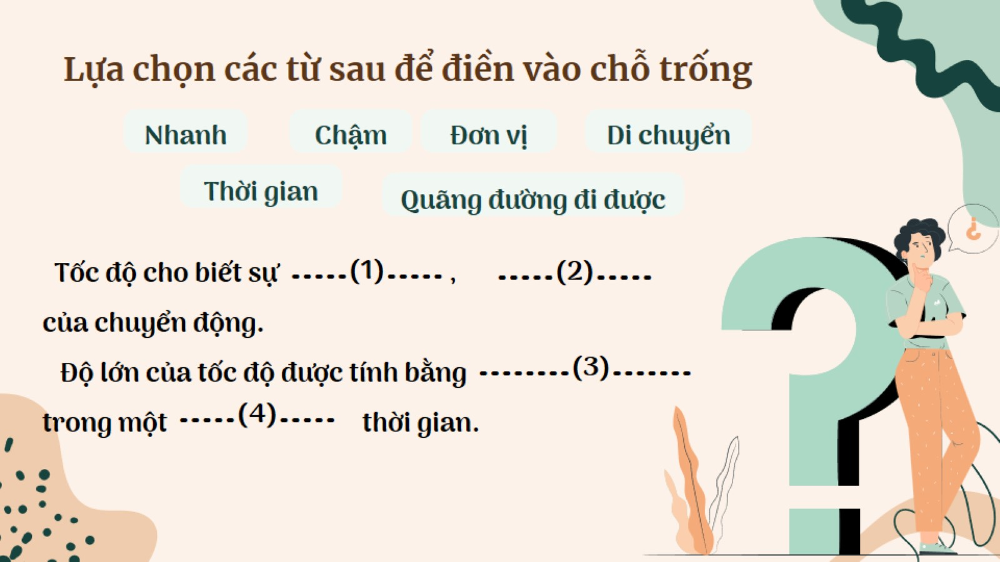 Lựa chọn các từ sau để điền vào chỗ trống
Nhanh Chậm Đơn vị Di chuyển
Thời gian Quãng đường đi được
¿
Tốc độ cho biết sự -----(1)----- , -----(2)-----
của chuyển động.
Độ lớn của tốc độ được tính bằng --------(3)-------
trong một -----(4)----- thời gian.
?